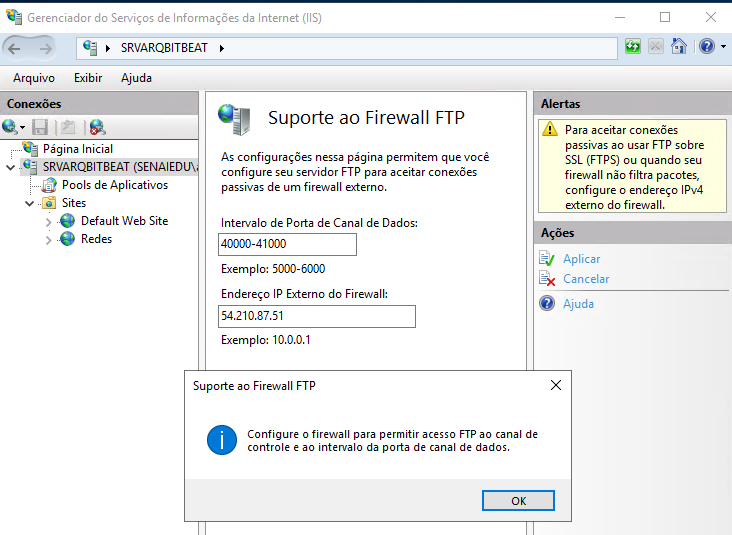 Gerenciador do Serviços de Informações da Internet (IIS)
SRVARQBITBEAT
Arquivo Exibir Ajuda
Conexões
Página Inicial
SRVARQBITBEAT (SENAIEDU\
Pools de Aplicativos
Sites
Default Web Site
Redes
Suporte ao Firewall FTP
As configurações nessa página permitem que você
configure seu servidor FTP para aceitar conexões
passivas de um firewall externo.
Intervalo de Porta de Canal de Dados:
40000-41000
Exemplo: 5000-6000
Endereço IP Externo do Firewall:
54.210.87.51
Exemplo: 10.0.0.1
Alertas
Para aceitar conexões
passivas ao usar FTP sobre
SSL (FTPS) ou quando seu
firewall não filtra pacotes,
configure o endereço IPv4
externo do firewall.
Ações
Aplicar
Cancelar
Ajuda
Suporte ao Firewall FTP
Configure o firewall para permitir acesso FTP ao canal de
controle e ao intervalo da porta de canal de dados.
OK